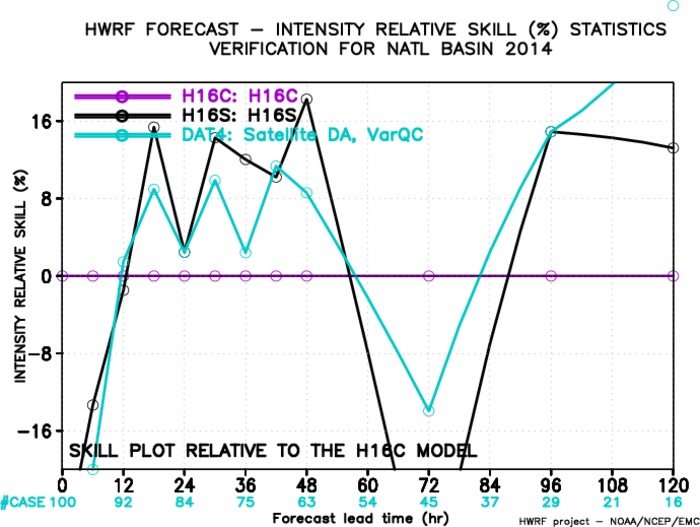 HWRF FORECAST – INTENSITY RELATIVE SKILL (%) STATISTICS
VERIFICATION FOR NATL BASIN 2014
H16C: H16C
H16S: H16S
DAT4: Satellite DA, VarQC
INTENSITY RELATIVE SKILL (%)
16
8
0
-8
-16
SKILL PLOT RELATIVE TO THE H16C MODEL
0 12 24 36 48 60 72 84 96 108 120
#CASE 100 92 84 75 63 54 45 37 29 21 16
Forecast lead time (hr)
HWRF project – NOAA/NCEP/EMC